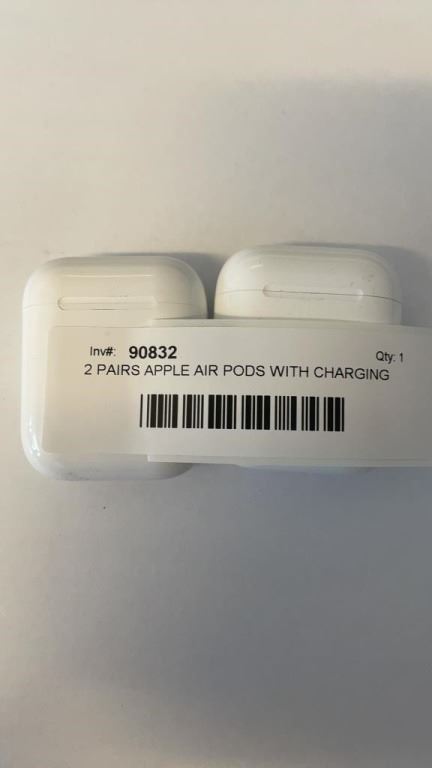 Inv#: 90832 Qty: 1
2 PAIRS APPLE AIR PODS WITH CHARGING